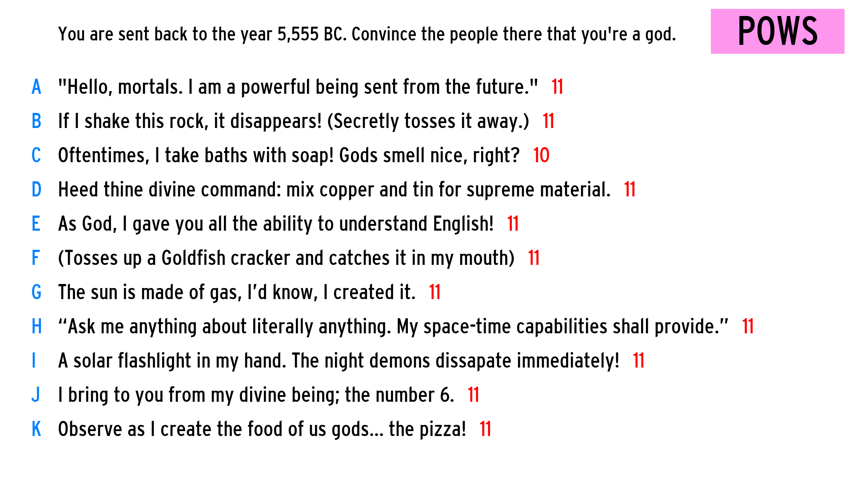 You are sent back to the year 5,555 BC. Convince the people there that you're a god.
POWS
A "Hello, mortals. I am a powerful being sent from the future." 11
B If I shake this rock, it disappears! (Secretly tosses it away.) 11
C Oftentimes, I take baths with soap! Gods smell nice, right? 10
D Heed thine divine command: mix copper and tin for supreme material. 11
E As God, I gave you all the ability to understand English! 11
F (Tosses up a Goldfish cracker and catches it in my mouth) 11
G The sun is made of gas, I’d know, I created it. 11
H “Ask me anything about literally anything. My space-time capabilities shall provide.” 11
I A solar flashlight in my hand. The night demons dissapate immediately! 11
J I bring to you from my divine being; the number 6. 11
K Observe as I create the food of us gods... the pizza! 11